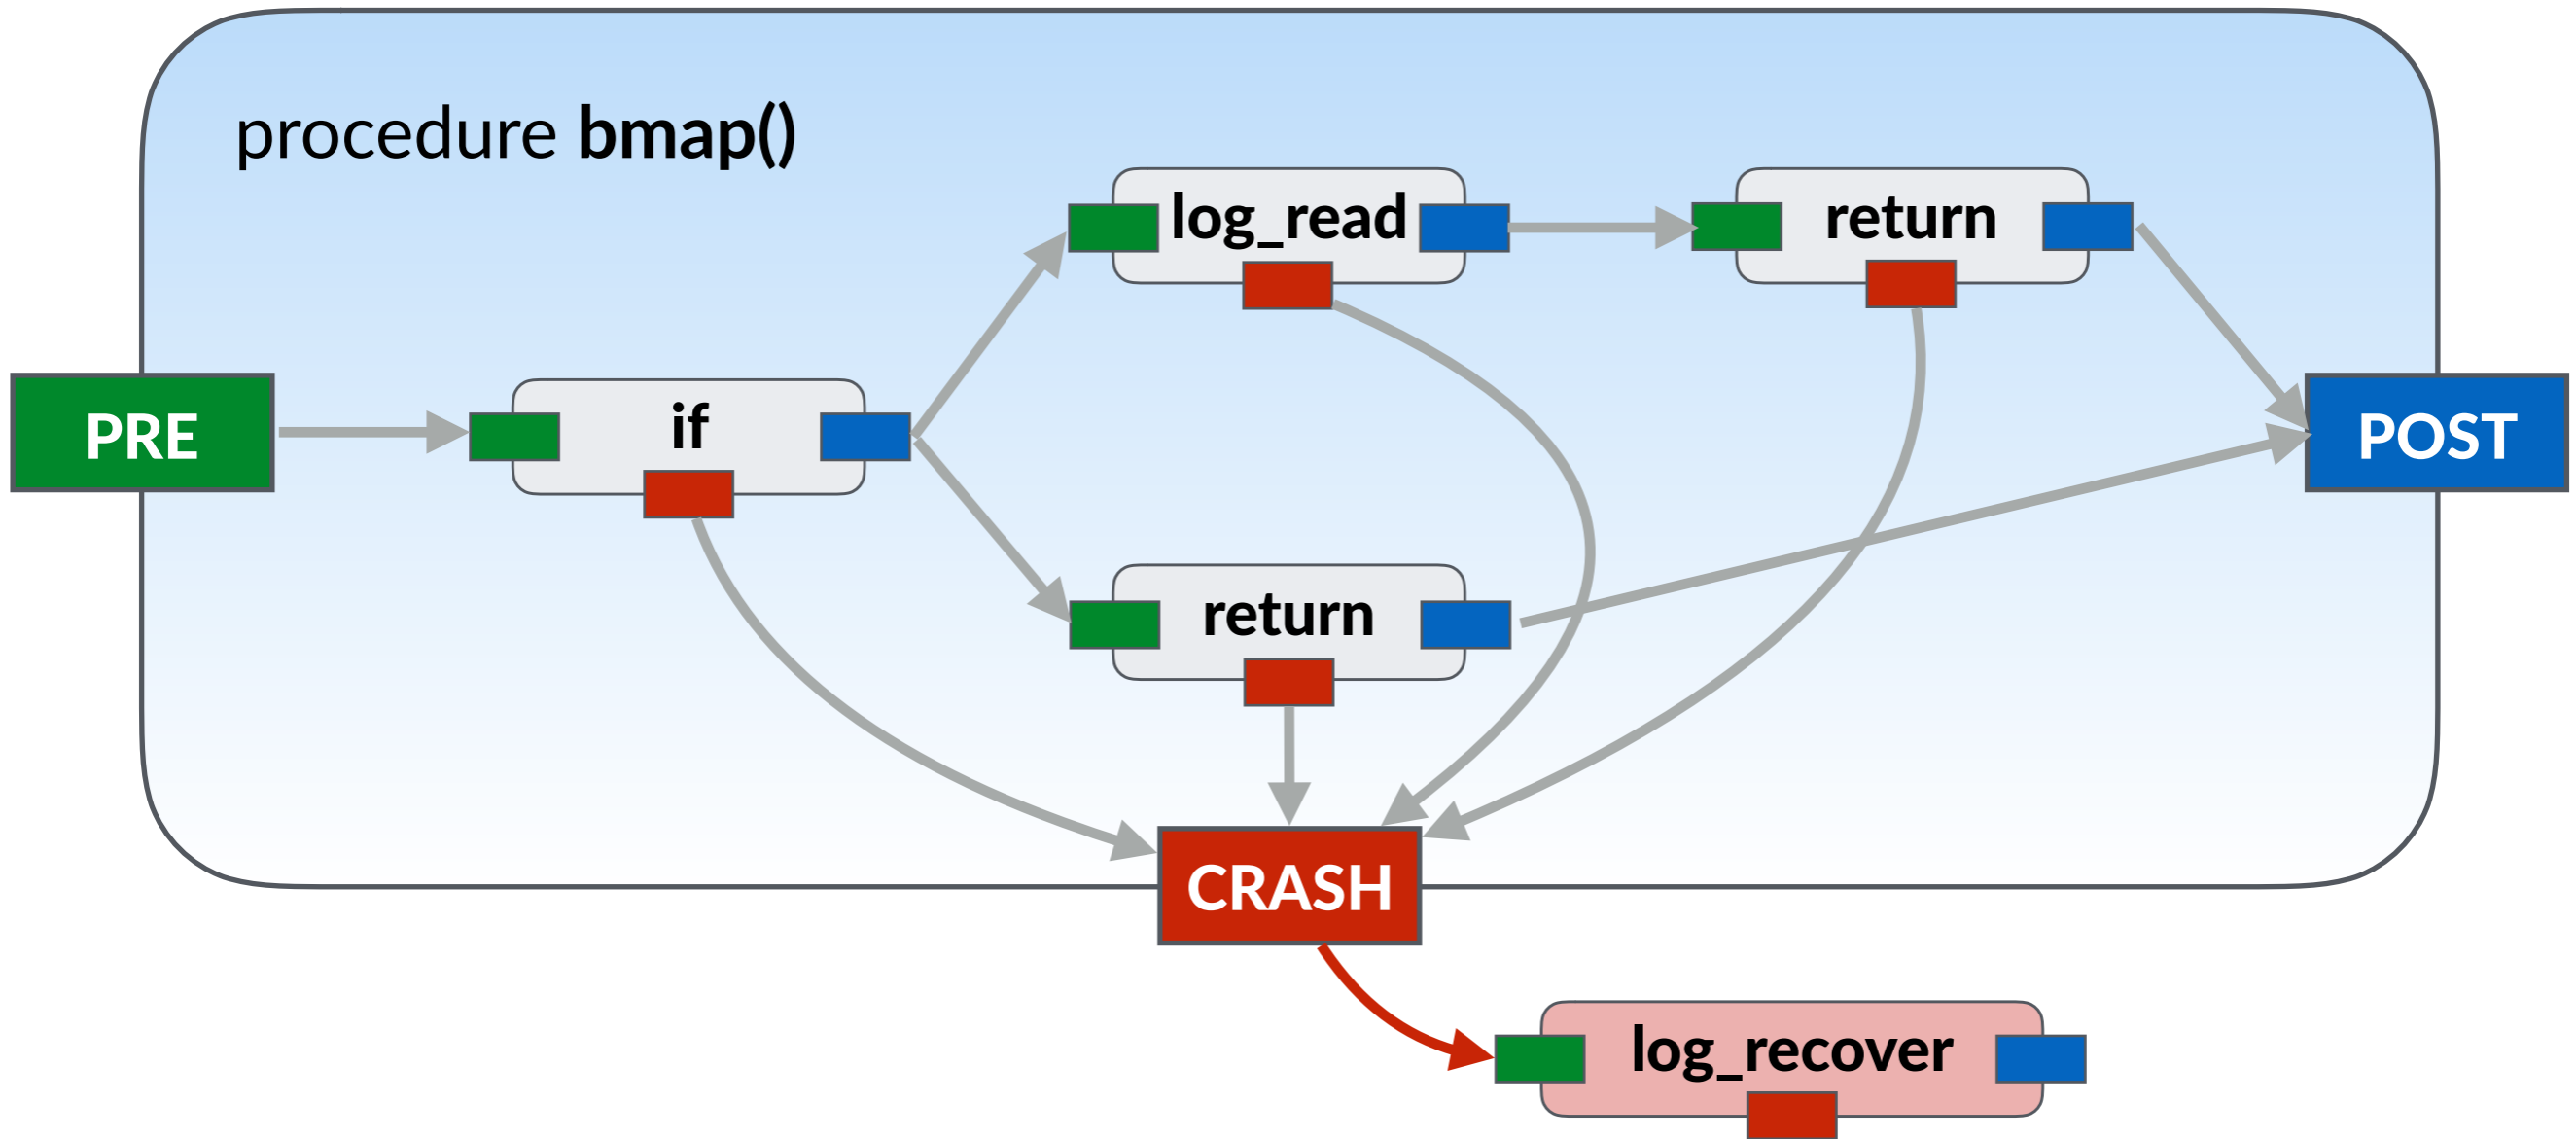 procedure bmap()
log_read
return
PRE
if
POST
return
CRASH
log_recover